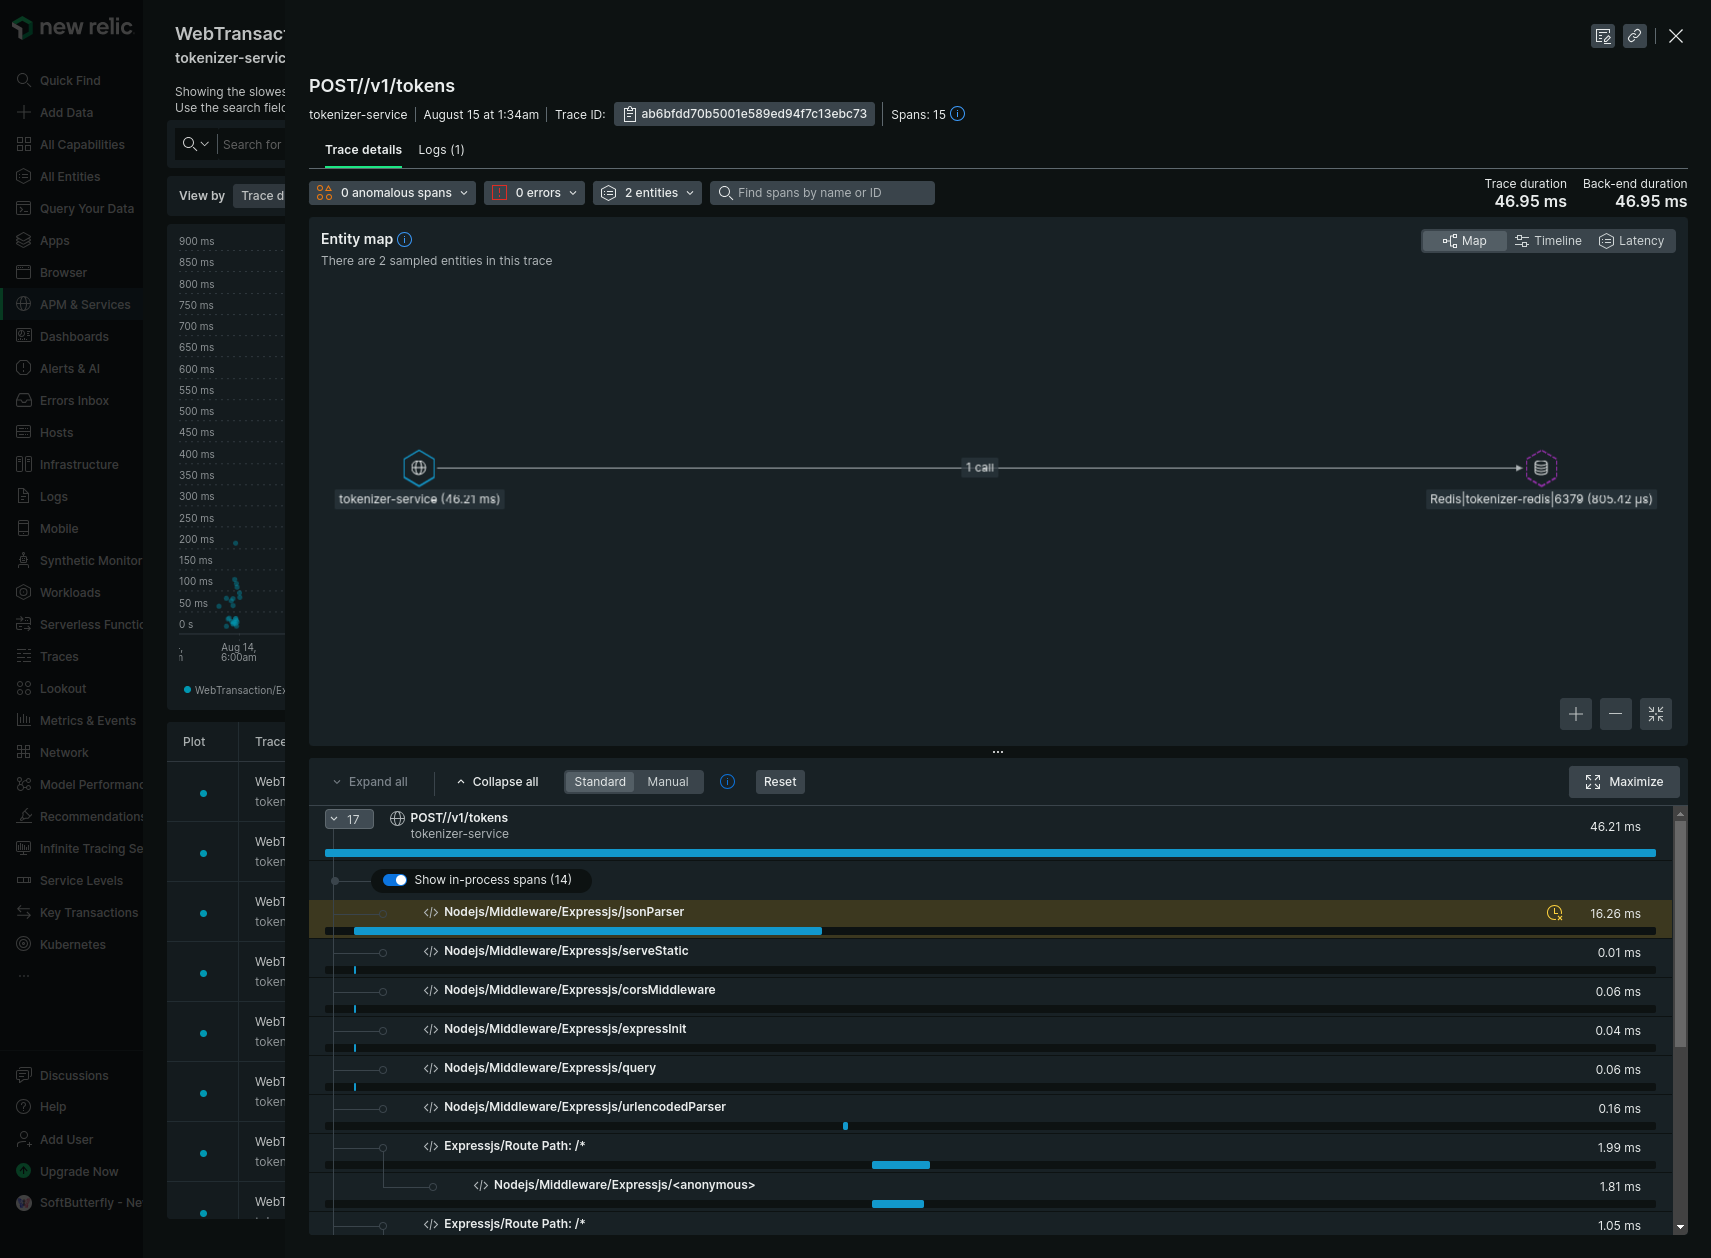 new relic
Quick Find
Add Data
All Capabilities
All Entities
Query Your Data
Apps
Browser
APM & Services
Dashboards
Alerts & AI
Errors Inbox
Hosts
Infrastructure
Logs
Mobile
Synthetic Monitor
Workloads
Serverless Functic
Traces
Lookout
Metrics & Events
Network
Model Performanc
Recommendations
Infinite Tracing Se
Service Levels
Key Transactions
Kubernetes
...
Discussions
Help
Add User
Upgrade Now
SoftButterfly - Ne
WebTransact
tokenizer-servic
Showing the slowes
Use the search field
Search for
View by Trace d
900 ms
850 ms
800 ms
750 ms
700 ms
650 ms
600 ms
550 ms
500 ms
450 ms
400 ms
350 ms
300 ms
250 ms
200 ms
150 ms
100 ms
50 ms
0 s
Aug 14,
6:00am
WebTransaction/Ex
Plot Trace
WebT
token
WebT
token
WebT
token
WebT
token
WebT
token
WebT
token
WebT
token
WebT
POST//v1/tokens
tokenizer-service August 15 at 1:34am Trace ID: ab6bfdd70b5001e589ed94f7c13ebc73 Spans: 15
Trace details Logs (1)
0 anomalous spans 0 errors 2 entities Find spans by name or ID
Trace duration Back-end duration
46.95 ms 46.95 ms
Entity map
There are 2 sampled entities in this trace
Map Timeline Latency
1 call
tokenizer-service (46.21 ms)
Redis|tokenizer-redis|6379 (805.42 µs)
...
Expand all Collapse all Standard Manual Reset Maximize
17 POST//v1/tokens
tokenizer-service
46.21 ms
Show in-process spans (14)
</> Nodejs/Middleware/Expressjs/jsonParser 16.26 ms
</> Nodejs/Middleware/Expressjs/serveStatic 0.01 ms
</> Nodejs/Middleware/Expressjs/corsMiddleware 0.06 ms
</> Nodejs/Middleware/Expressjs/expressInit 0.04 ms
</> Nodejs/Middleware/Expressjs/query 0.06 ms
</> Nodejs/Middleware/Expressjs/urlencodedParser 0.16 ms
</> Expressjs/Route Path: /* 1.99 ms
</> Nodejs/Middleware/Expressjs/<anonymous> 1.81 ms
</> Expressjs/Route Path: /* 1.05 ms